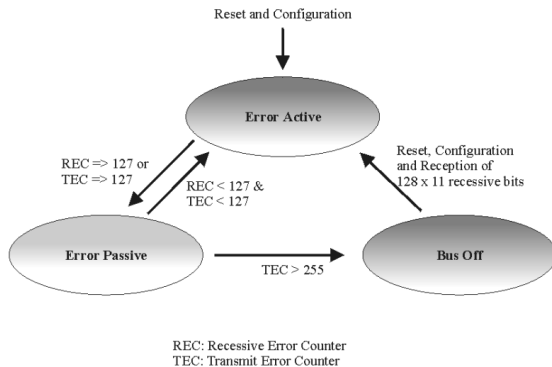 Reset and Configuration
Error Active
REC => 127 or
TEC => 127
REC < 127 &
TEC < 127
Reset, Configuration
and Reception of
128 x 11 recessive bits
Error Passive
TEC > 255
Bus Off
REC: Recessive Error Counter
TEC: Transmit Error Counter